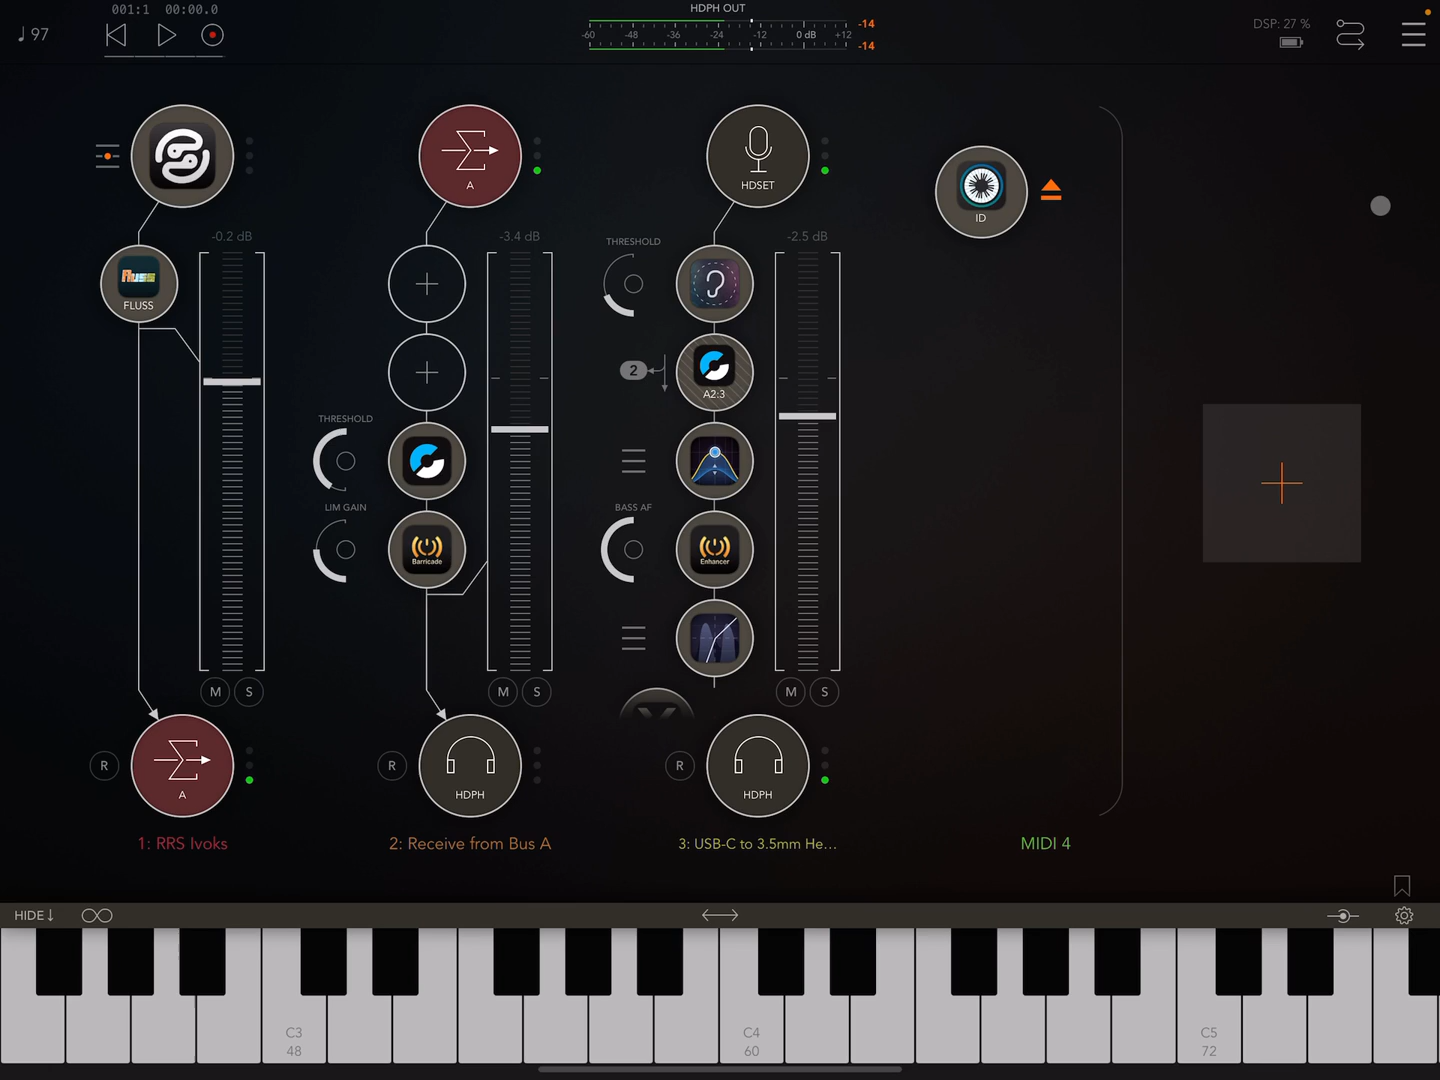 001:1 00:00.0
♩ 97
HDPH OUT
-60 -48 -36 -24 -12 0 dB +12
-14
-14
DSP: 27 %
A
HDSET
ID
-0.2 dB
-3.4 dB
-2.5 dB
THRESHOLD
Fluss
FLUSS
2
A2:3
THRESHOLD
LIM GAIN
Barricade
BASS AF
Enhancer
M S
M S
M S
R
A
R
HDPH
R
HDPH
1: RRS Ivoks
2: Receive from Bus A
3: USB-C to 3.5mm He...
MIDI 4
HIDE↓
C3
48
C4
60
C5
72